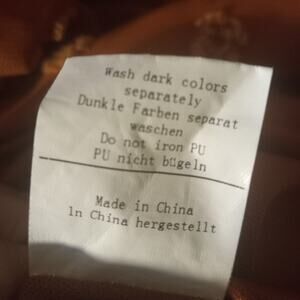 Wash dark colors
separately
Dunkle Farben separat
waschen
Do not iron PU
PU nicht bügeln
Made in China
In China hergestellt